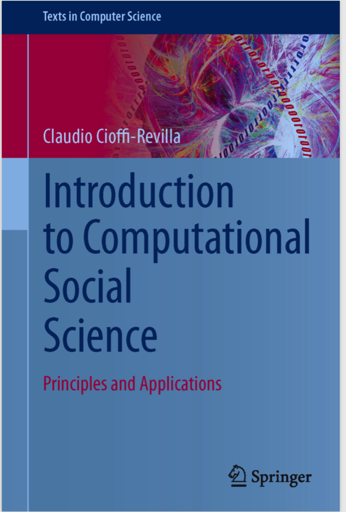 Texts in Computer Science
Claudio Cioffi-Revilla
Introduction
to Computational
Social
Science
Principles and Applications
Springer